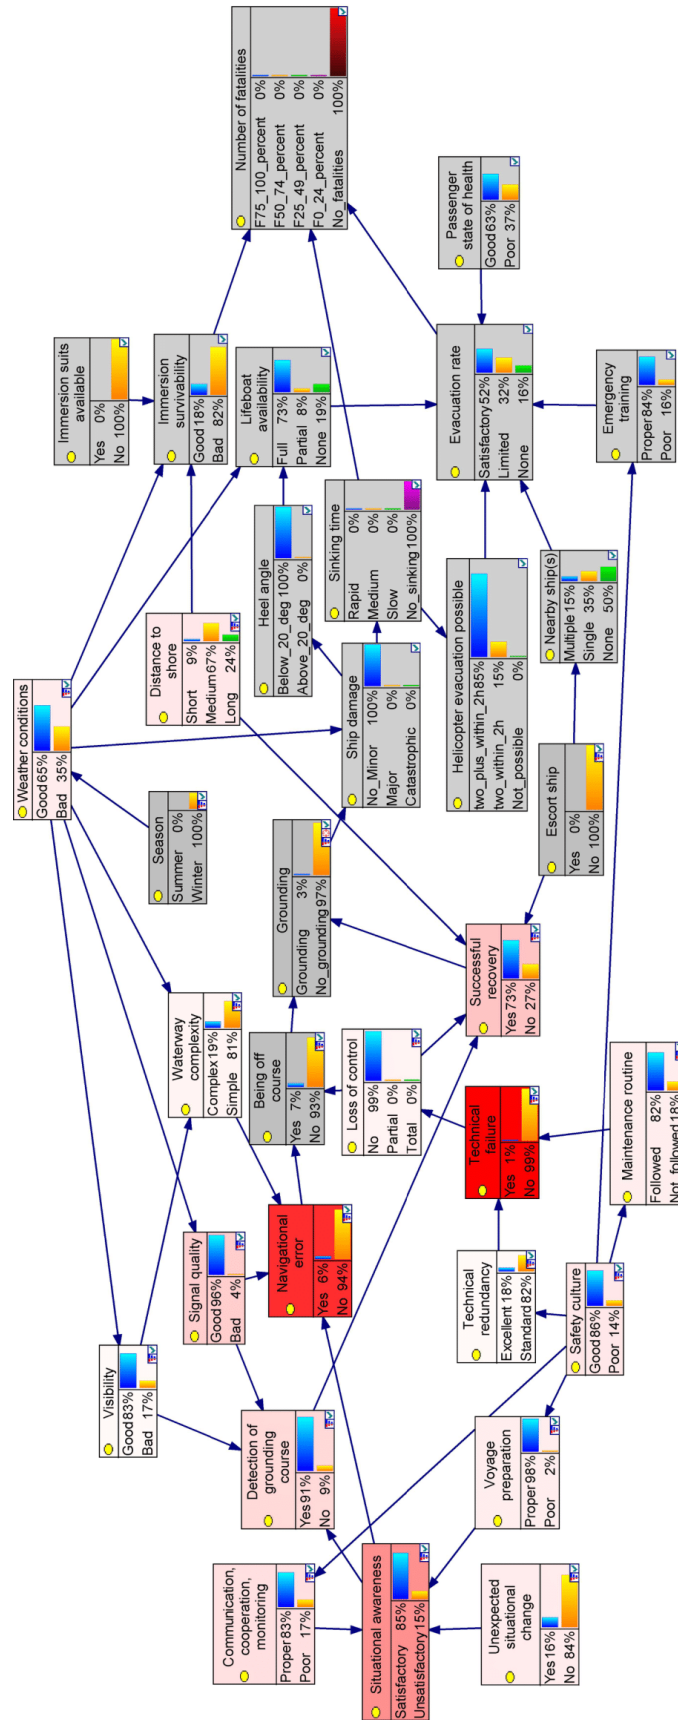 Number of fatalities
F75_100_percent 0%
F50_74_percent 0%
F25_49_percent 0%
F0_24_percent 0%
No_fatalities 100%
Immersion suits
available
Yes 0%
No 100%
Immersion
survivability
Good 18%
Bad 82%
Lifeboat
availability
Full 73%
Partial 8%
None 19%
Passenger
state of health
Good 63%
Poor 37%
Evacuation rate
Satisfactory 52%
Limited 32%
None 16%
Emergency
training
Proper 84%
Poor 16%
Weather conditions
Good 65%
Bad 35%
Distance to
shore
Short 9%
Medium 67%
Long 24%
Heel angle
Below_20_deg 100%
Above_20_deg 0%
Sinking time
Rapid 0%
Medium 0%
Slow 0%
No_sinking 100%
Helicopter evacuation possible
two_plus_within_2h 85%
two_within_2h 15%
Not_possible 0%
Nearby ship(s)
Multiple 15%
Single 35%
None 50%
Season
Summer 0%
Winter 100%
Ship damage
No_Minor 100%
Major 0%
Catastrophic 0%
Escort ship
Yes 0%
No 100%
Grounding
Grounding 3%
No_grounding 97%
Waterway
complexity
Complex 19%
Simple 81%
Being off
course
Yes 7%
No 93%
Loss of control
No 99%
Partial 0%
Total 0%
Successful
recovery
Yes 73%
No 27%
Signal quality
Good 96%
Bad 4%
Navigational
error
Yes 6%
No 94%
Technical
failure
Yes 1%
No 99%
Maintenance routine
Followed 82%
Not_followed 18%
Visibility
Good 83%
Bad 17%
Technical
redundancy
Excellent 18%
Standard 82%
Safety culture
Good 86%
Poor 14%
Detection of
grounding
course
Yes 91%
No 9%
Voyage
preparation
Proper 98%
Poor 2%
Communication,
cooperation,
monitoring
Proper 83%
Poor 17%
Situational awareness
Satisfactory 85%
Unsatisfactory 15%
Unexpected
situational
change
Yes 16%
No 84%